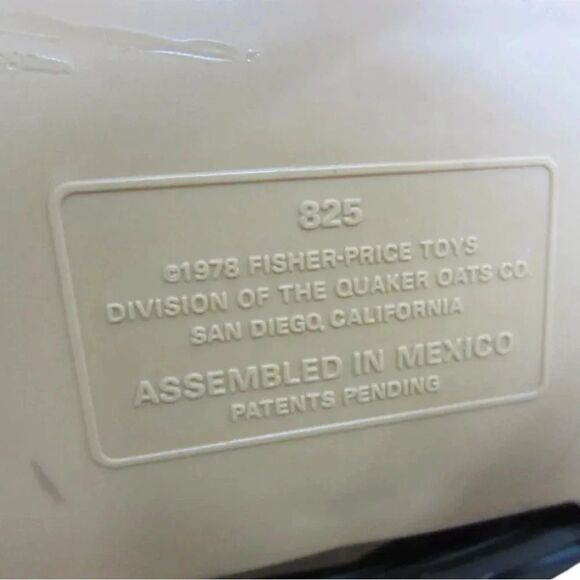 825
©1978 FISHER-PRICE TOYS
DIVISION OF THE QUAKER OATS CO.
SAN DIEGO, CALIFORNIA
ASSEMBLED IN MEXICO
PATENTS PENDING